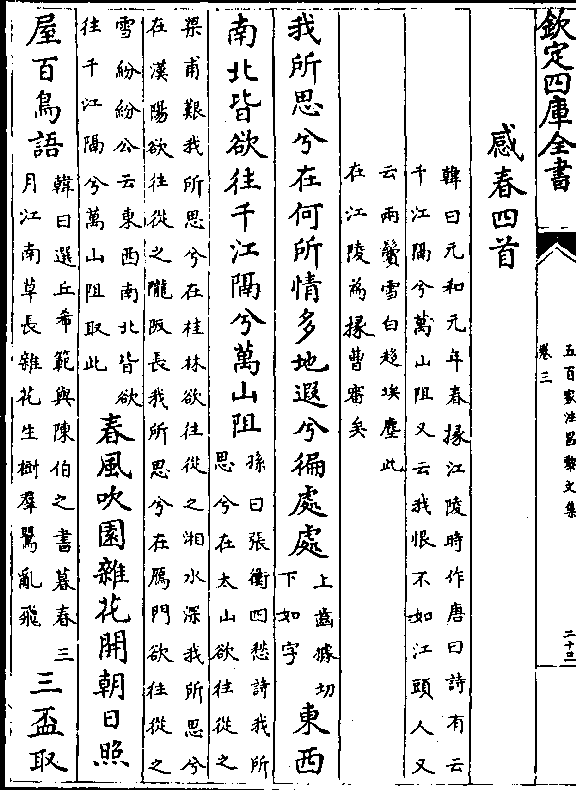 欽定四庫全書
五百家注昌黎文集
卷三
感春四首
韓曰元和元年春掾江陵時作唐曰詩有云
千江隔兮萬山阻又云我恨不如江頭人又
云兩鬢雪白趍埃塵此
在江陵為掾曹審矣
我所思兮在何所情多地遐兮徧處處
上齒據切
下如字
東西
南北皆欲往千江隔兮萬山阻
孫曰張衡四愁詩我所
思兮在太山欲往從之
梁甫艱我所思兮在桂林欲往從之湘水深我所思兮
在漢陽欲往從之隴阪長我所思兮在鴈門欲往從之
雪紛紛公云東西南北皆欲
往千江隔兮萬山阻取此
春風吹園雜花開朝日照
屋百鳥語
韓曰選丘希範與陳伯之書暮春三
月江南草長雜花生樹羣鶯亂飛
三盃取